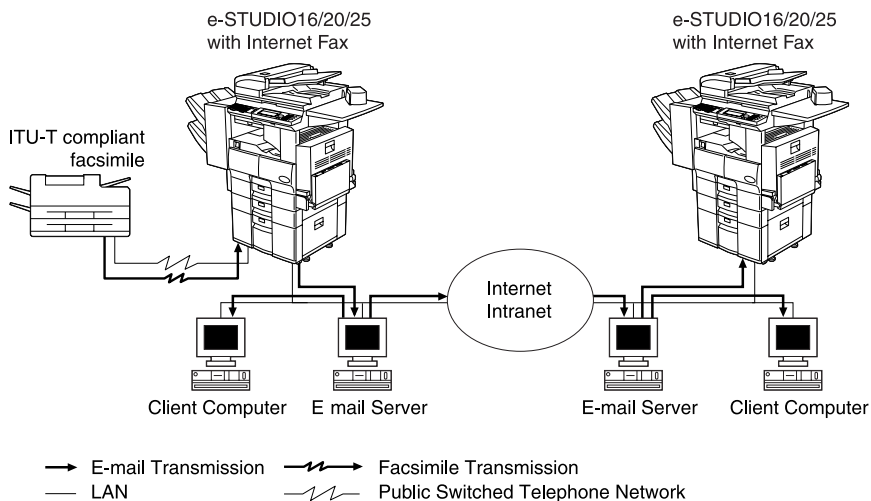 e-STUDIO16/20/25
with Internet Fax
e-STUDIO16/20/25
with Internet Fax
ITU-T compliant
facsimile
Internet
Intranet
Client Computer
E mail Server
E-mail Server
Client Computer
E-mail Transmission
Facsimile Transmission
LAN
Public Switched Telephone Network